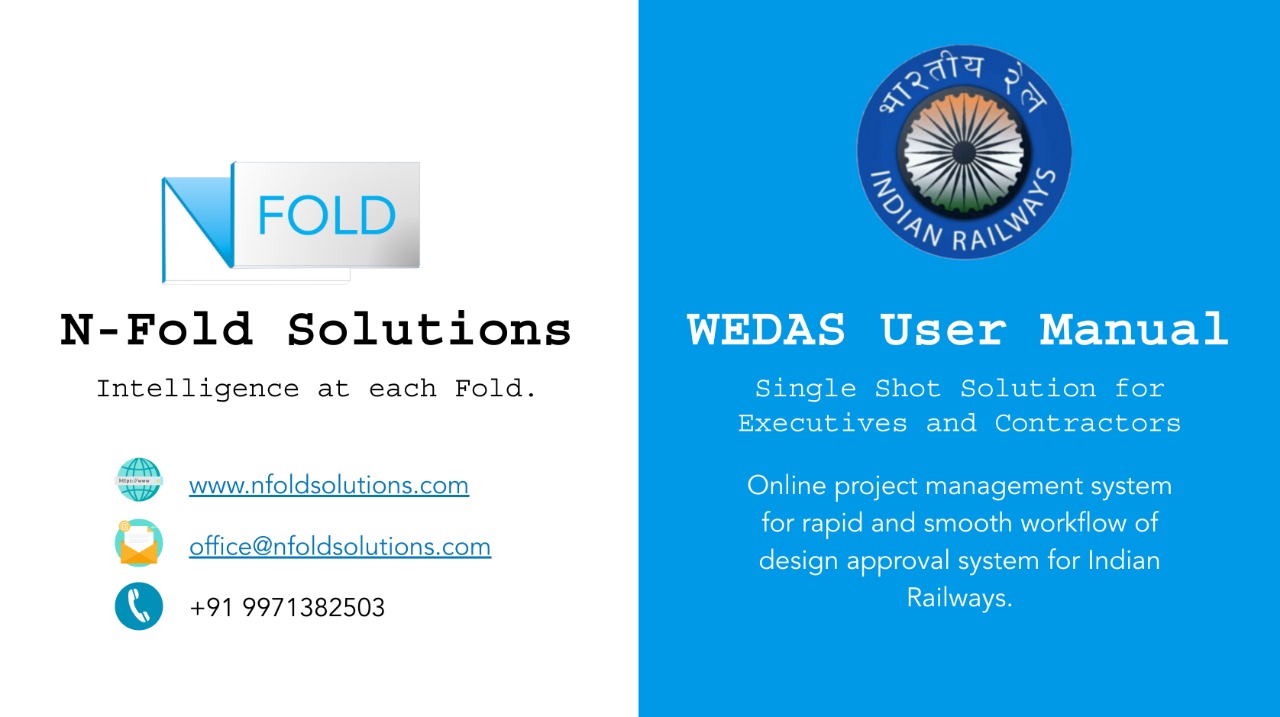 FOLD
N-Fold Solutions
Intelligence at each Fold.
https://www
www.nfoldsolutions.com
office@nfoldsolutions.com
+91 9971382503
भारतीय रेल
INDIAN RAILWAYS
WEDAS User Manual
Single Shot Solution for
Executives and Contractors
Online project management system
for rapid and smooth workflow of
design approval system for Indian
Railways.